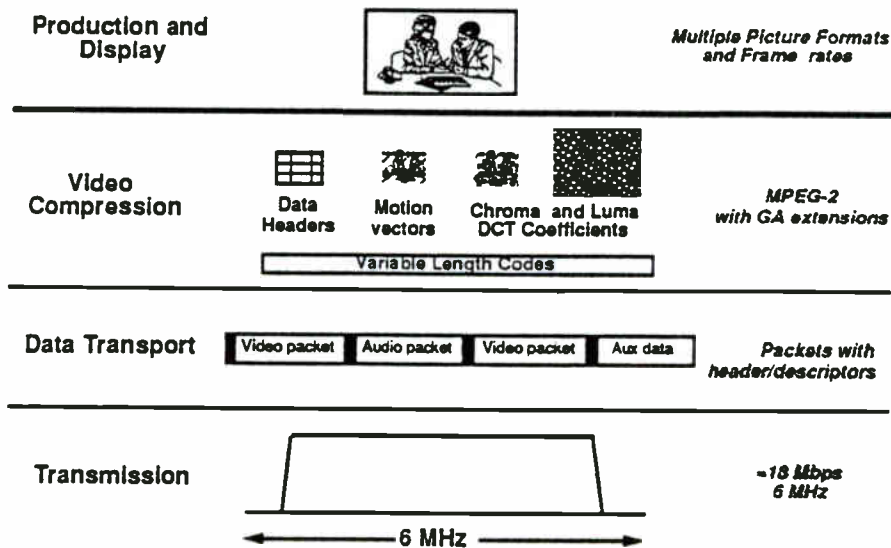 Production and
Display
Multiple Picture Formats
and Frame rates
Video
Compression
Data
Headers
Motion
vectors
Chroma and Luma
DCT Coefficients
MPEG-2
with GA extensions
Variable Length Codes
Data Transport
Video packet
Audio packet
Video packet
Aux data
Packets with
header/descriptors
Transmission
~18 Mbps
6 MHz
6 MHz